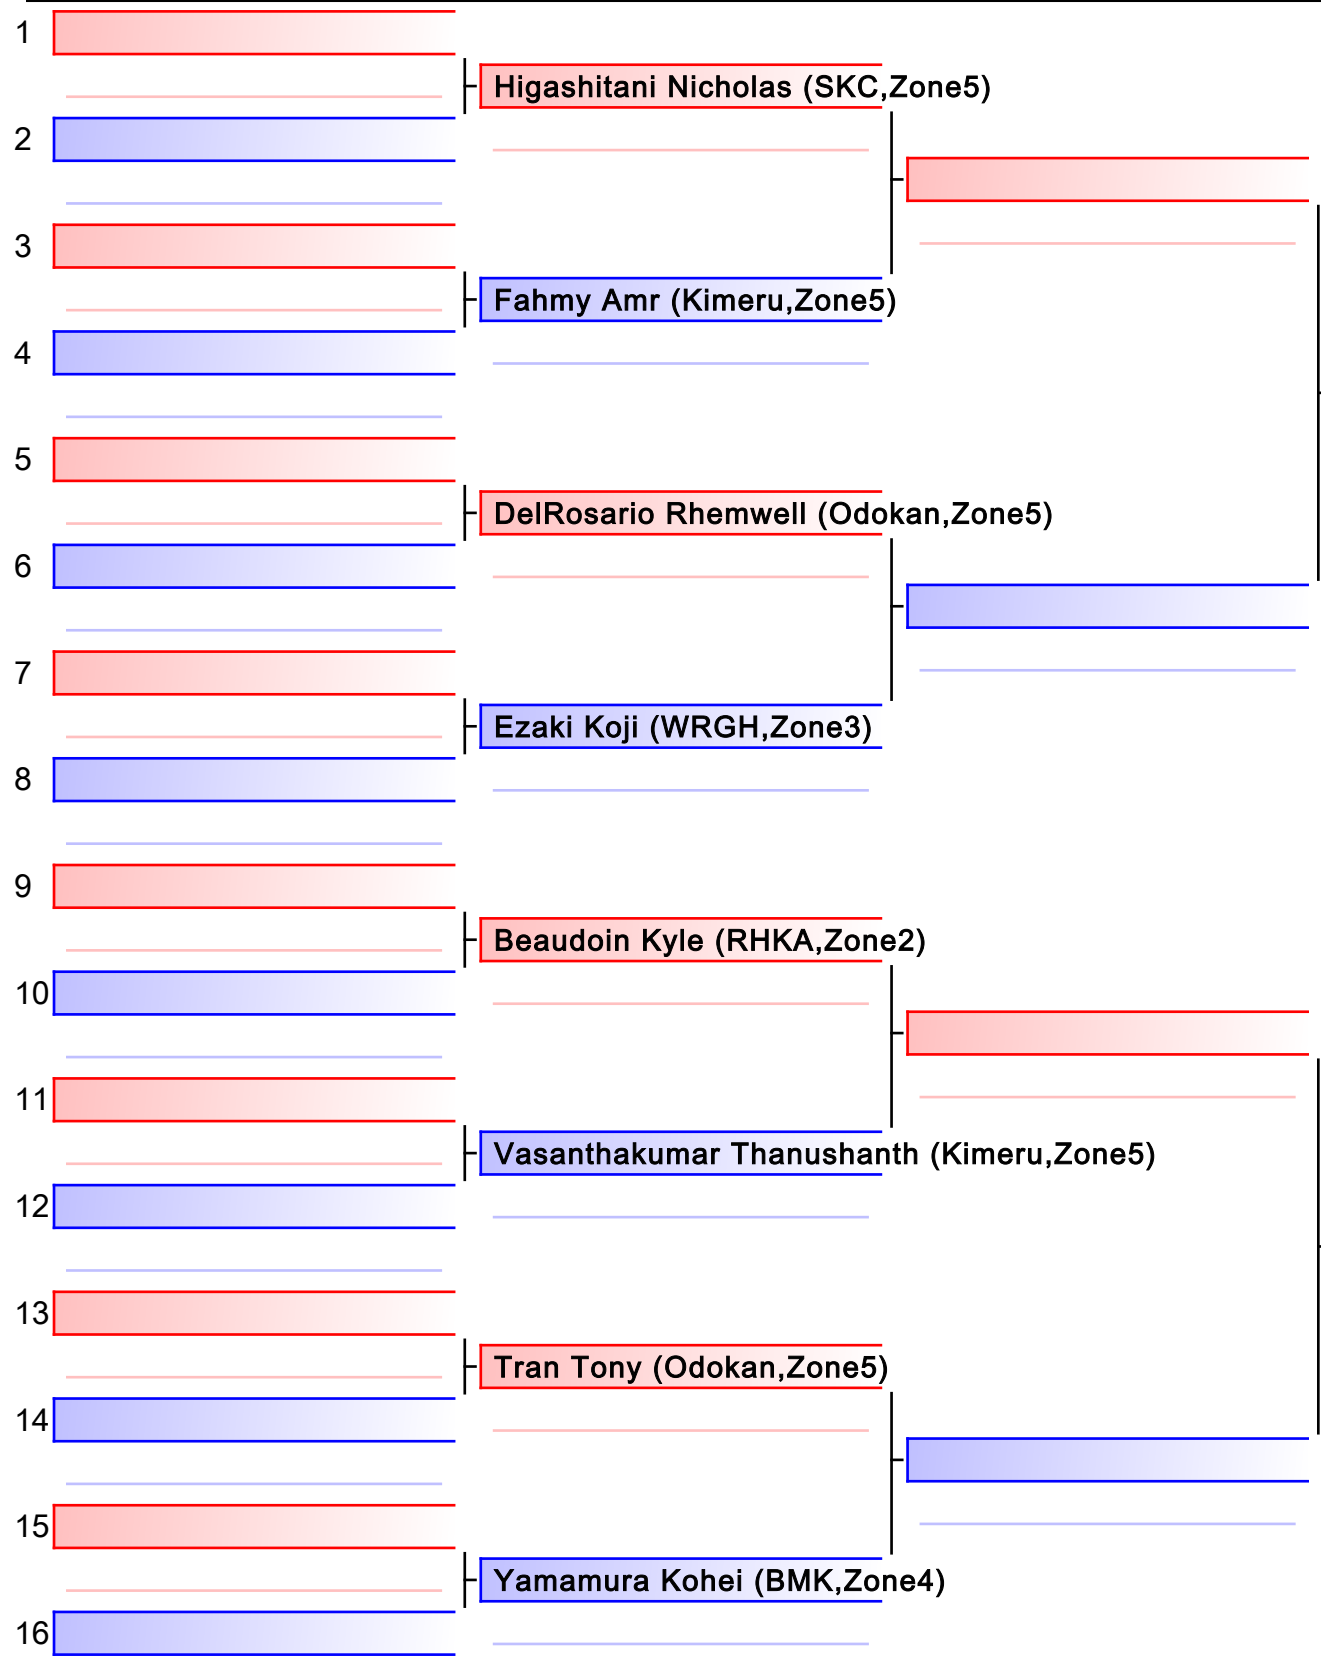 1
Higashitani Nicholas (SKC,Zone5)
2
3
Fahmy Amr (Kimeru,Zone5)
4
5
DelRosario Rhemwell (Odokan,Zone5)
6
7
Ezaki Koji (WRGH,Zone3)
8
9
Beaudoin Kyle (RHKA,Zone2)
10
11
Vasanthakumar Thanushanth (Kimeru,Zone5)
12
13
Tran Tony (Odokan,Zone5)
14
15
Yamamura Kohei (BMK,Zone4)
16